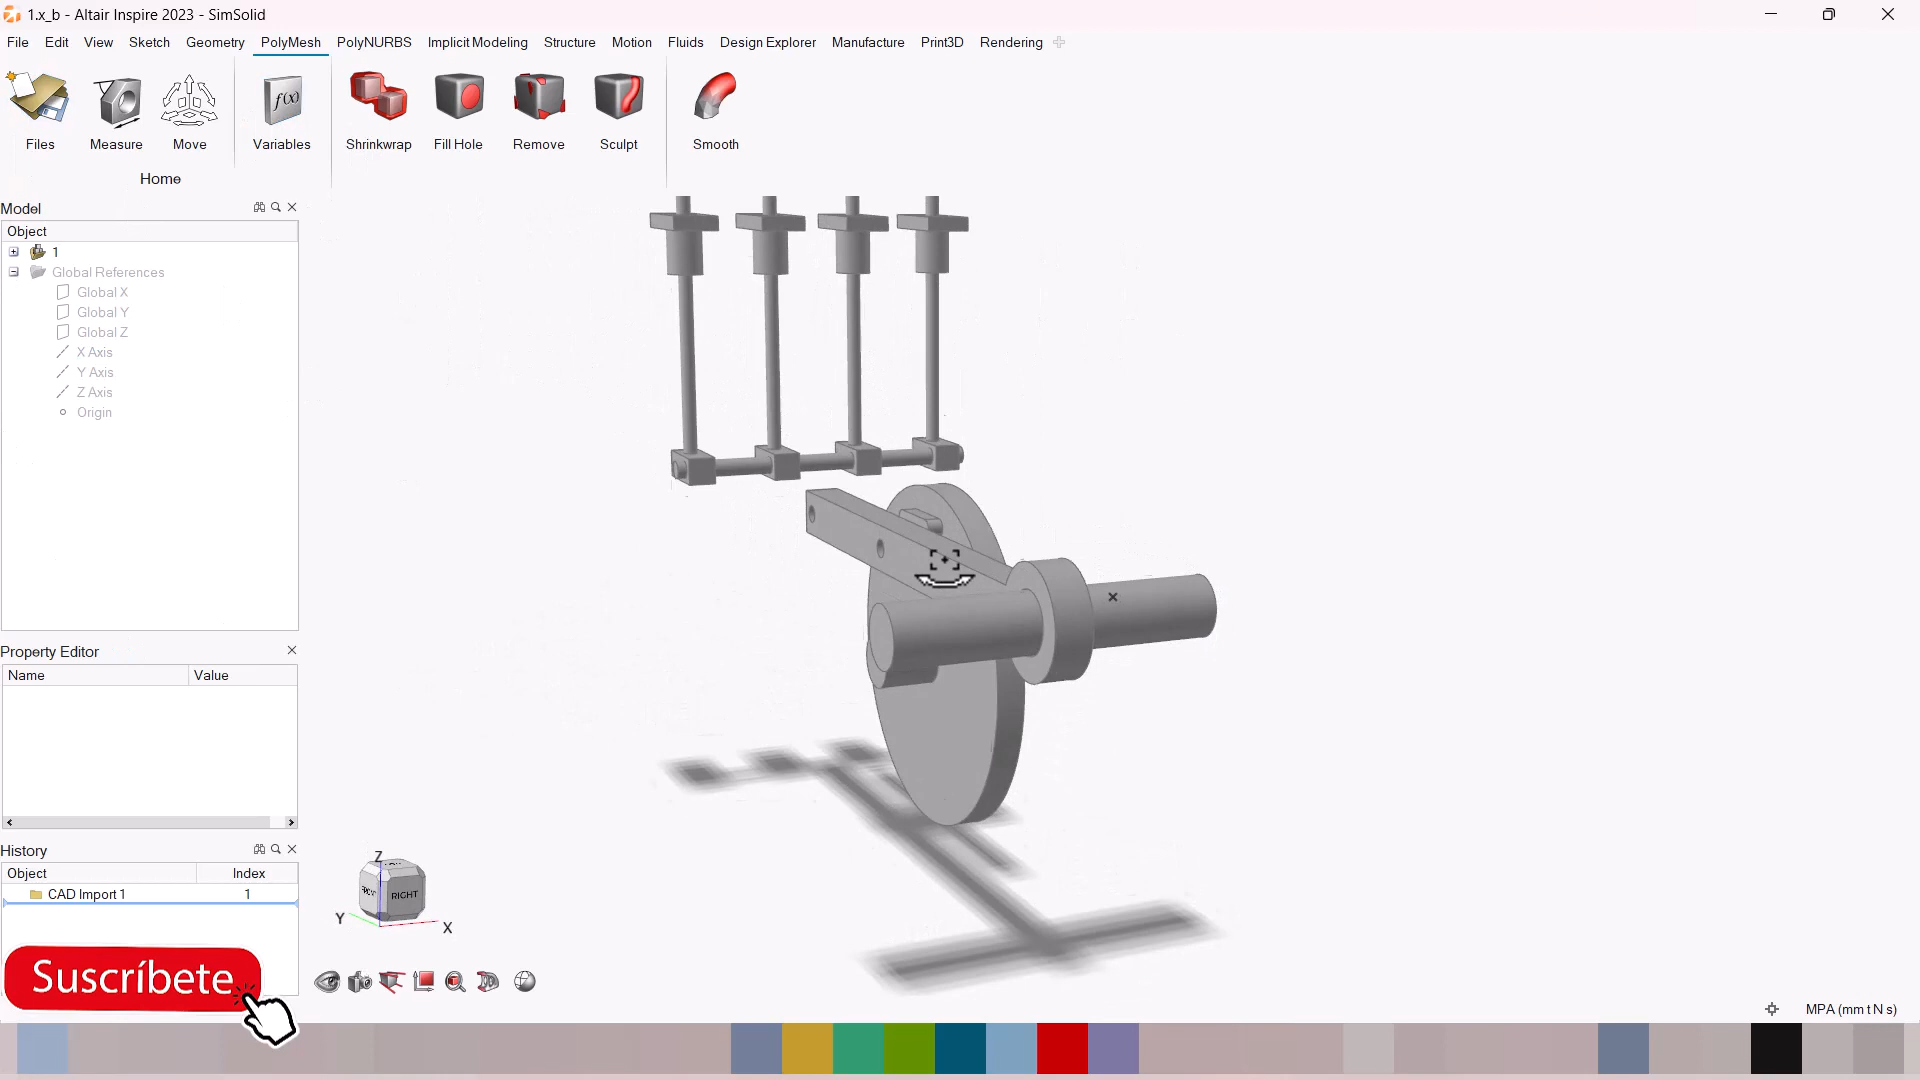 1.x_b - Altair Inspire 2023 - SimSolid
File Edit View Sketch Geometry PolyMesh PolyNURBS Implicit Modeling Structure Motion Fluids Design Explorer Manufacture Print3D Rendering
f(x)
Files Measure Move Variables Shrinkwrap Fill Hole Remove Sculpt Smooth
Home
Model
Object
1
Global References
Global X
Global Y
Global Z
X Axis
Y Axis
Z Axis
Origin
Property Editor
Name Value
History
Object Index
CAD Import 1 1
Z
RIGHT
Y
X
Suscríbete
MPA (mm t N s)